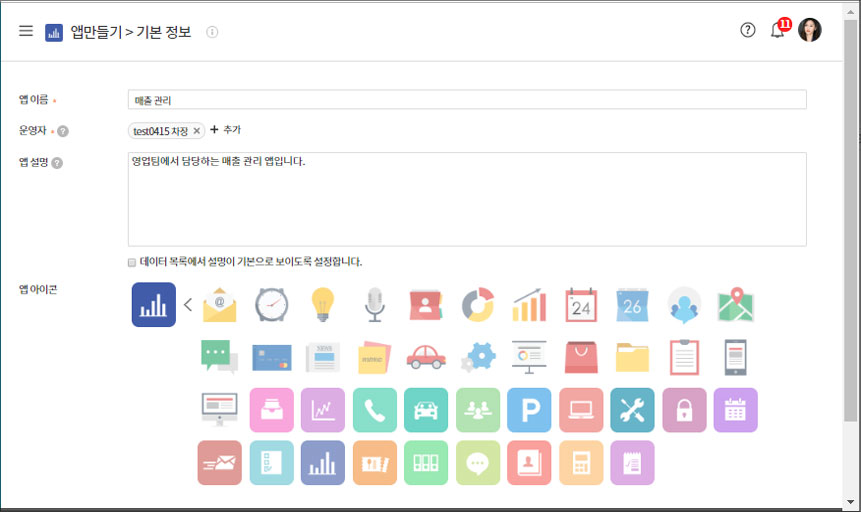 앱만들기 > 기본 정보
11
앱 이름 *
매출 관리
운영자 * ?
test0415 차장 × + 추가
앱 설명 ?
영업팀에서 담당하는 매출 관리 앱입니다.
데이터 목록에서 설명이 기본으로 보이도록 설정합니다.
앱 아이콘
@
24
26
NEWS
P